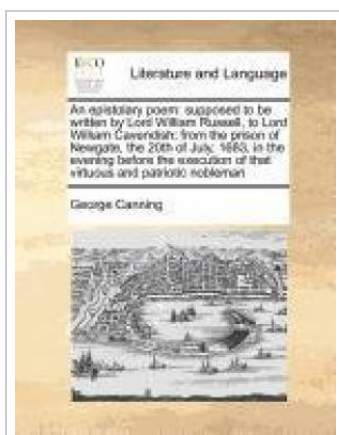 ECCO
Literature and Language
An epistolary poem: supposed to be
written by Lord William Russell, to Lord
William Cavendish; from the prison of
Newgate, the 20th of July, 1683, in the
evening before the execution of that
virtuous and patriotic nobleman
George Canning